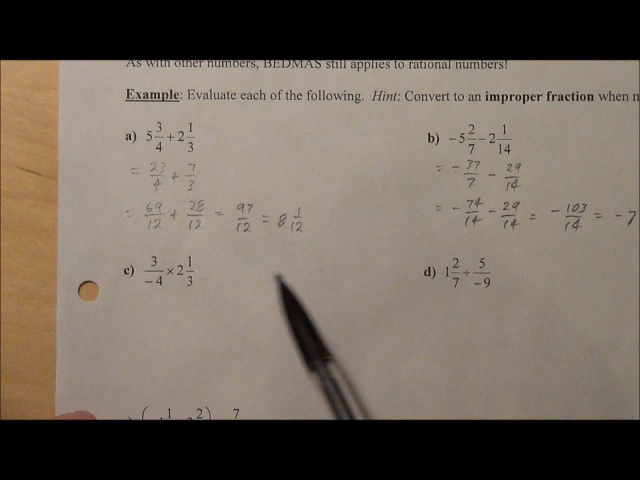 As with other numbers, BEDMAS still applies to rational numbers!
Example: Evaluate each of the following. Hint: Convert to an improper fraction when
a) 5 3/4 + 2 1/3
= 23/4 + 7/3
= 69/12 + 28/12 = 97/12 = 8 1/12
b) -5 2/7 - 2 1/14
= -37/7 - 29/14
= -74/14 - 29/14 = -103/14 = -7
c) 3/-4 × 2 1/3
d) 1 2/7 ÷ 5/-9
1 2 7